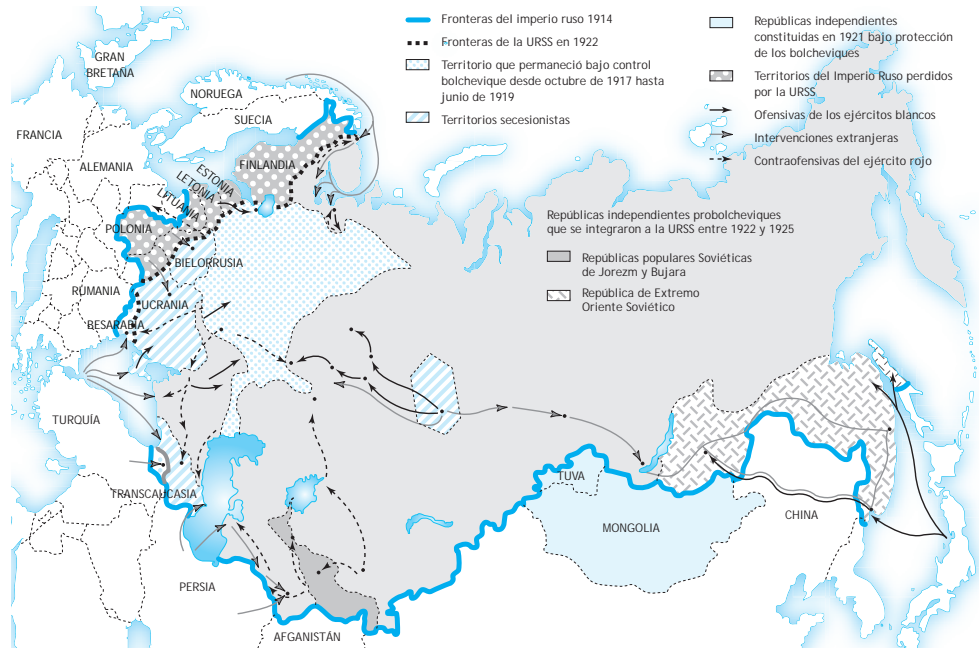 Fronteras del imperio ruso 1914
Fronteras de la URSS en 1922
Territorio que permaneció bajo control
bolchevique desde octubre de 1917 hasta
junio de 1919
Territorios secesionistas
Repúblicas independientes
constituidas en 1921 bajo protección
de los bolcheviques
Territorios del Imperio Ruso perdidos
por la URSS
Ofensivas de los ejércitos blancos
Intervenciones extranjeras
Contraofensivas del ejército rojo
Repúblicas independientes probolcheviques
que se integraron a la URSS entre 1922 y 1925
Repúblicas populares Soviéticas
de Jorezm y Bujara
República de Extremo
Oriente Soviético
GRAN
BRETAÑA
NORUEGA
SUECIA
FRANCIA
FINLANDIA
ALEMANIA
ESTONIA
LETONIA
LITUANIA
POLONIA
BIELORRUSIA
RUMANIA
UCRANIA
BESARABIA
TURQUÍA
TRANSCAUCASIA
TUVA
MONGOLIA
CHINA
PERSIA
AFGANISTÁN